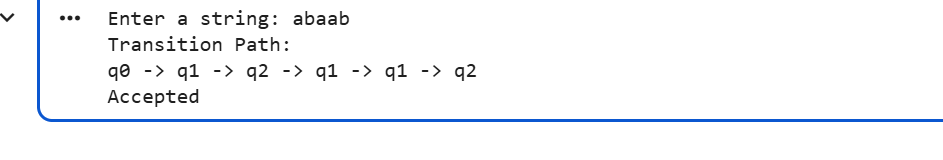 Enter a string: abaab
Transition Path:
q0 -> q1 -> q2 -> q1 -> q1 -> q2
Accepted